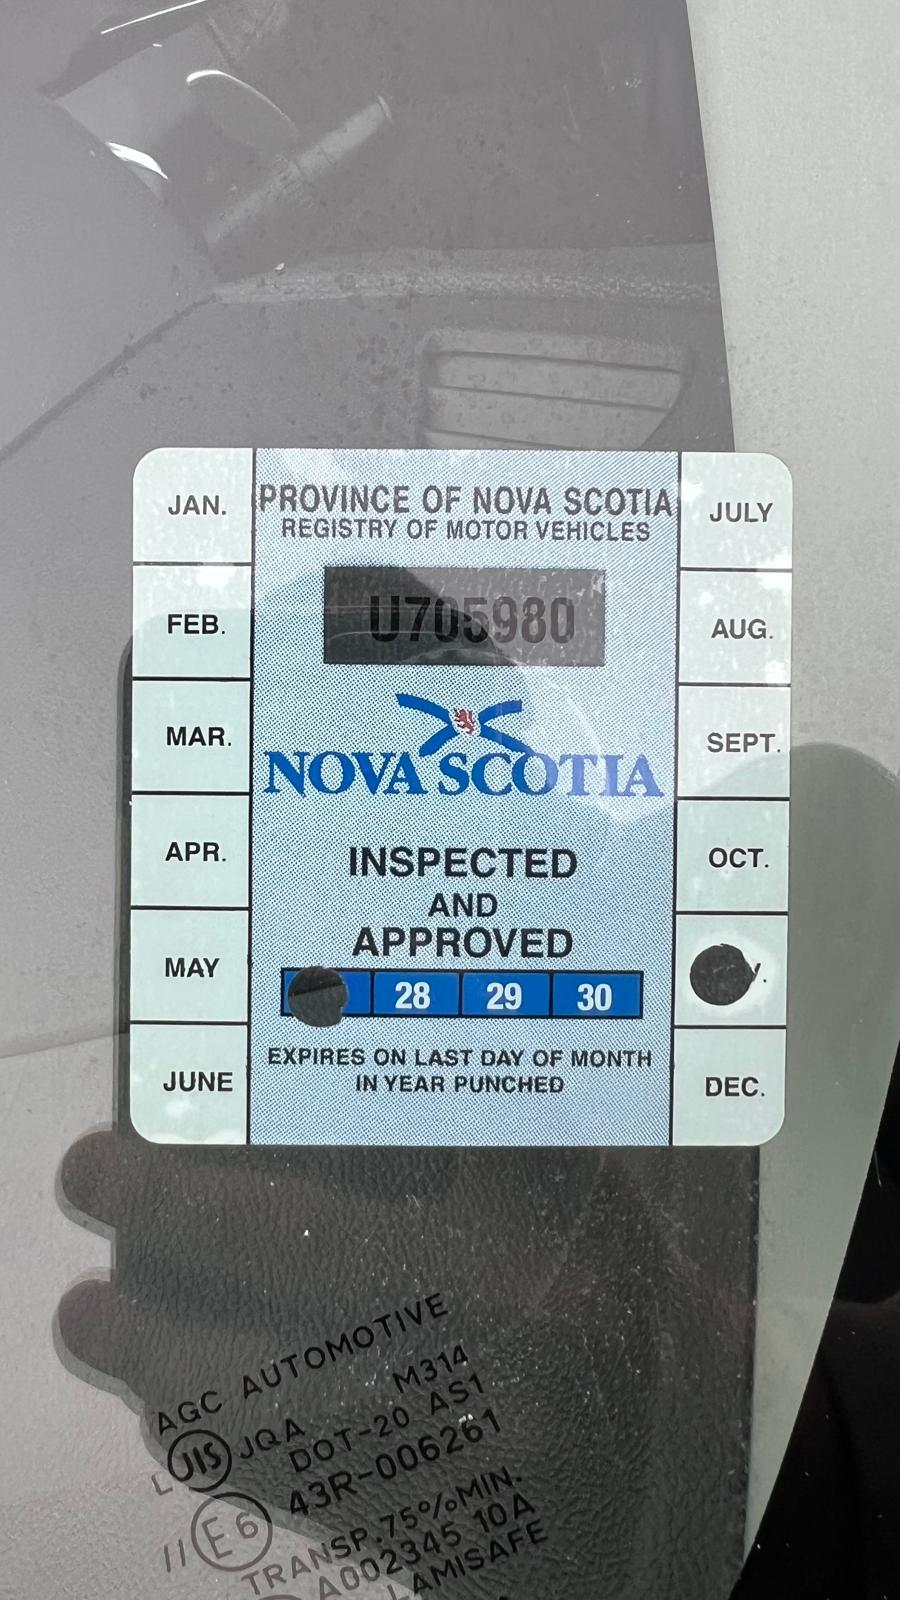 PROVINCE OF NOVA SCOTIA
REGISTRY OF MOTOR VEHICLES
U705980
NOVA SCOTIA
INSPECTED
AND
APPROVED
28 29 30
EXPIRES ON LAST DAY OF MONTH
IN YEAR PUNCHED
JAN.
FEB.
MAR.
APR.
MAY
JUNE
JULY
AUG.
SEPT.
OCT.
DEC.
AGC AUTOMOTIVE
M314
JIS JQA DOT-20 AS1
43R-006261
// E6
TRANSP.75%MIN.
A002345 10A
LAMISAFE